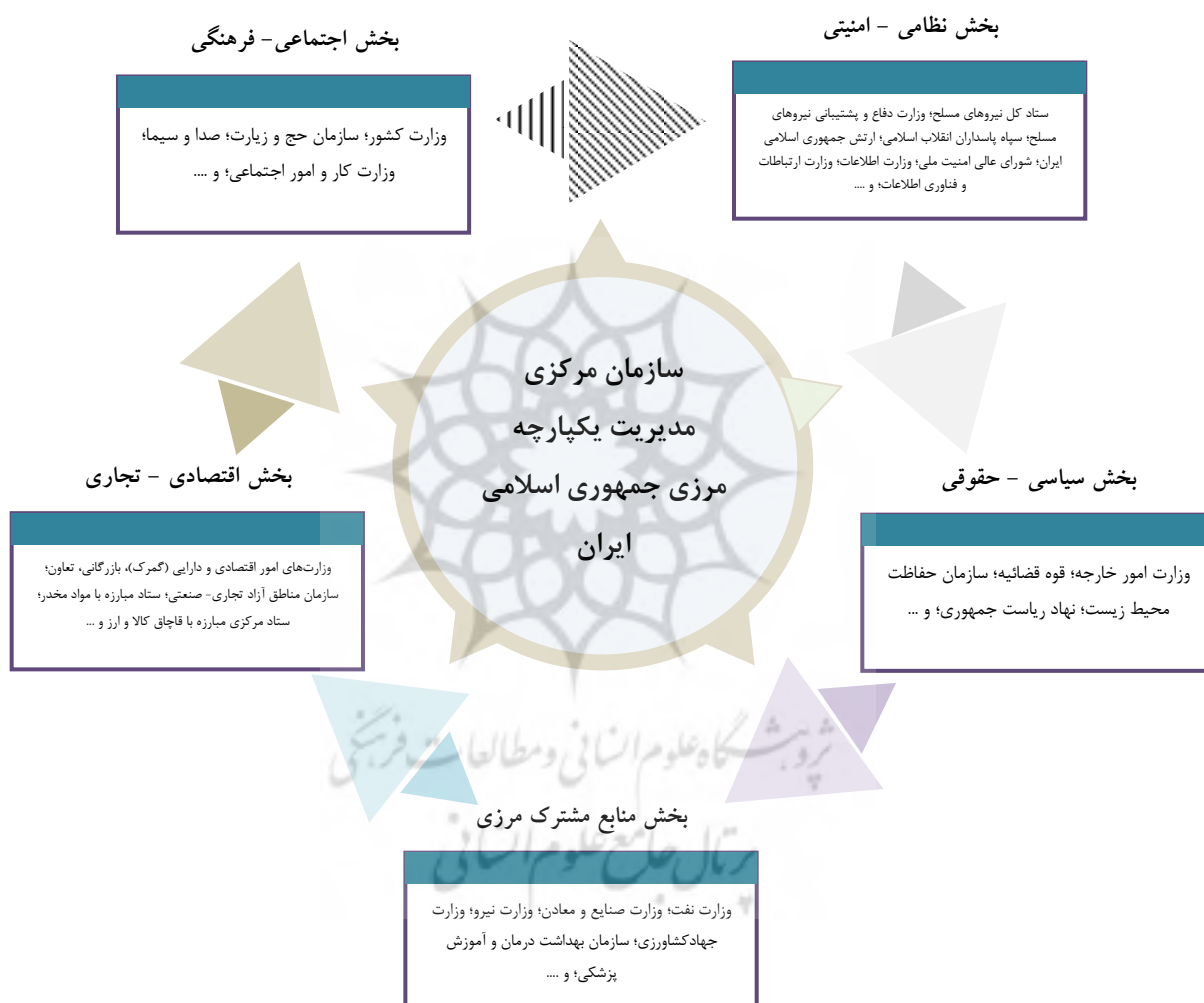 بخش نظامی – امنیتی
ستاد کل نیروهای مسلح؛ وزارت دفاع و پشتیبانی نیروهای
مسلح؛ سپاه پاسداران انقلاب اسلامی؛ ارتش جمهوری اسلامی
ایران؛ شورای عالی امنیت ملی؛ وزارت اطلاعات؛ وزارت ارتباطات
و فناوری اطلاعات؛ و ....
بخش اجتماعی- فرهنگی
وزارت کشور؛ سازمان حج و زیارت؛ صدا و سیما؛
وزارت کار و امور اجتماعی؛ و ....
سازمان مرکزی
مدیریت یکپارچه
مرزی جمهوری اسلامی
ایران
بخش سیاسی – حقوقی
وزارت امور خارجه؛ قوه قضائیه؛ سازمان حفاظت
محیط زیست؛ نهاد ریاست جمهوری؛ و ...
بخش اقتصادی – تجاری
وزارت‌های امور اقتصادی و دارایی (گمرک)، بازرگانی، تعاون؛
سازمان مناطق آزاد تجاری- صنعتی؛ ستاد مبارزه با مواد مخدر؛
ستاد مرکزی مبارزه با قاچاق کالا و ارز و ...
پژوهشگاه علوم انسانی و مطالعات فرهنگی
بخش منابع مشترک مرزی
پرتال جامع علوم انسانی
وزارت نفت؛ وزارت صنایع و معادن؛ وزارت نیرو؛ وزارت
جهادکشاورزی؛ سازمان بهداشت درمان و آموزش
پزشکی؛ و ....